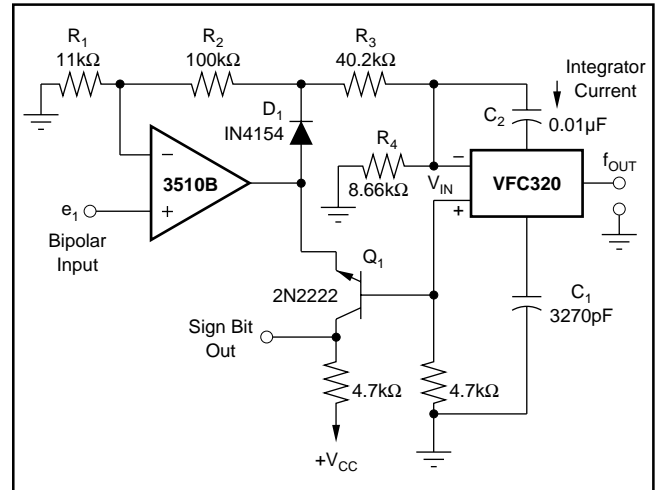 R1
11kΩ
R2
100kΩ
R3
40.2kΩ
Integrator
Current
D1
IN4154
C2
0.01µF
R4
8.66kΩ
−
3510B
+
e1
Bipolar
Input
VIN
−
+
VFC320
fOUT
Q1
2N2222
C1
3270pF
Sign Bit
Out
4.7kΩ
4.7kΩ
+VCC